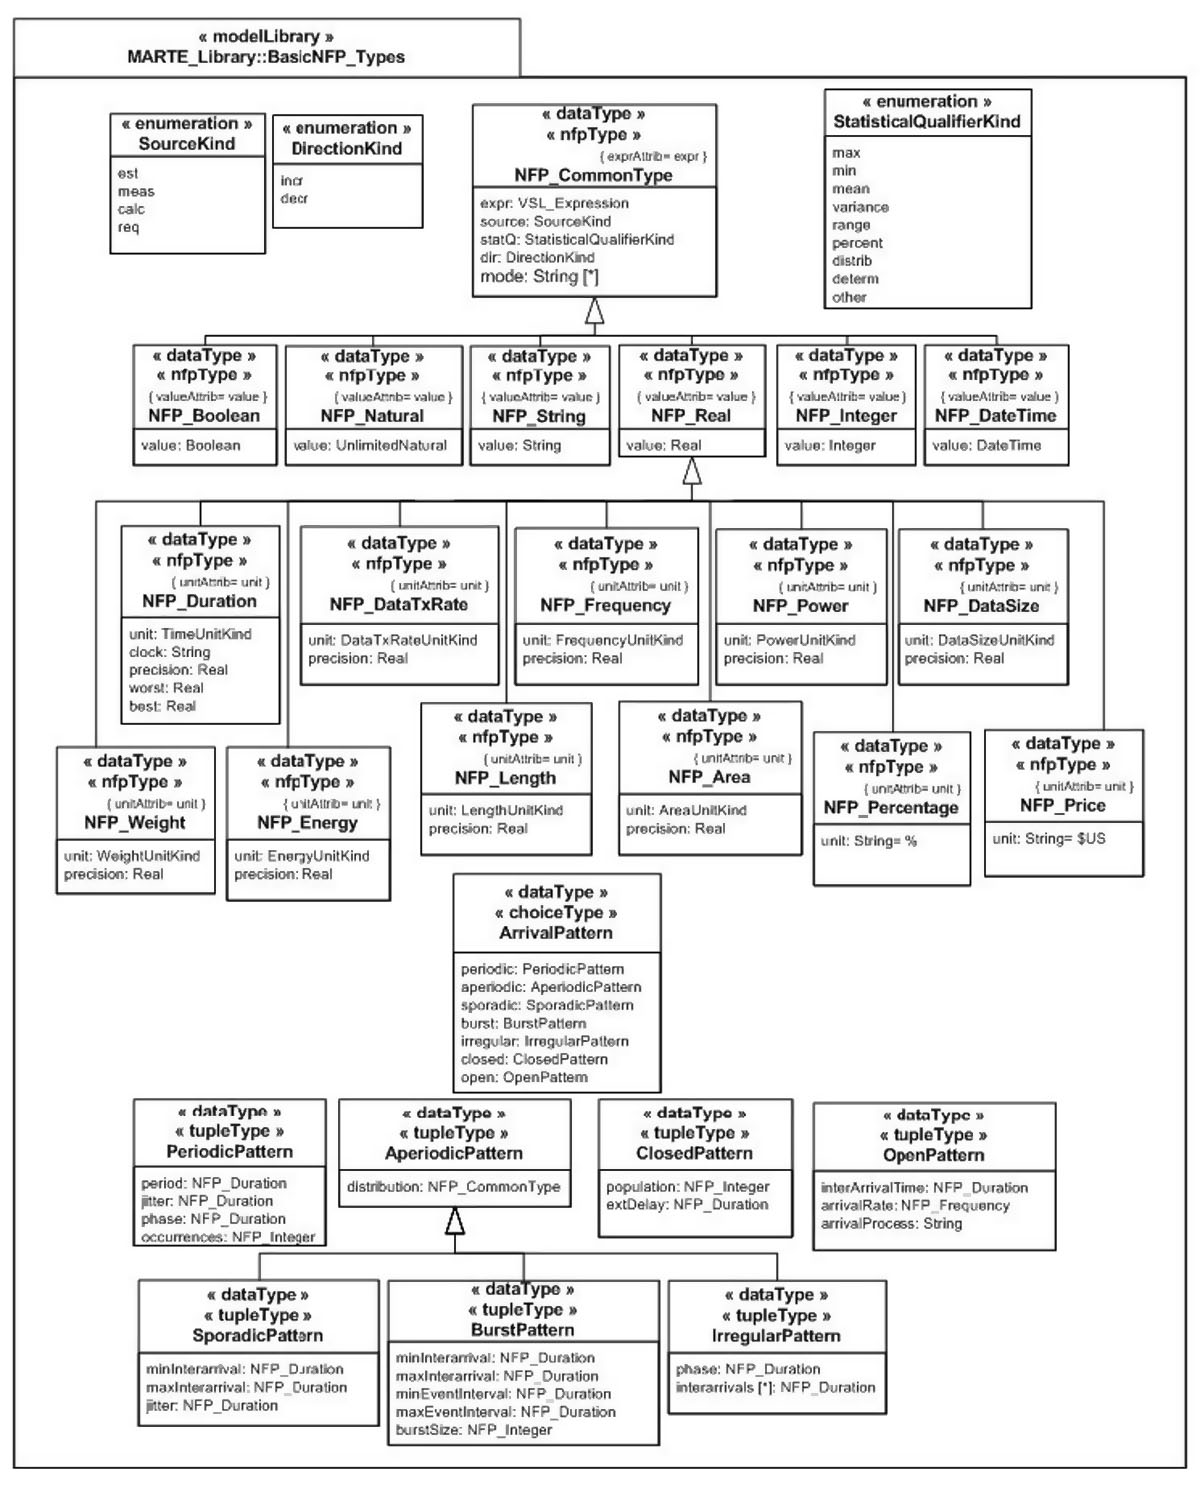 « modelLibrary »
MARTE_Library::BasicNFP_Types
« enumeration »
SourceKind
est
meas
calc
req
« enumeration »
DirectionKind
incr
decr
« dataType »
« nfpType »
{ exprAttrib= expr }
NFP_CommonType
expr: VSL_Expression
source: SourceKind
statQ: StatisticalQualifierKind
dir: DirectionKind
mode: String [*]
« enumeration »
StatisticalQualifierKind
max
min
mean
variance
range
percent
distrib
determ
other
« dataType »
« nfpType »
{ valueAttrib= value }
NFP_Boolean
value: Boolean
« dataType »
« nfpType »
{ valueAttrib= value }
NFP_Natural
value: UnlimitedNatural
« dataType »
« nfpType »
{ valueAttrib= value }
NFP_String
value: String
« dataType »
« nfpType »
{ valueAttrib= value }
NFP_Real
value: Real
« dataType »
« nfpType »
{ valueAttrib= value }
NFP_Integer
value: Integer
« dataType »
« nfpType »
{ valueAttrib= value }
NFP_DateTime
value: DateTime
« dataType »
« nfpType »
{ unitAttrib= unit }
NFP_Duration
unit: TimeUnitKind
clock: String
precision: Real
worst: Real
best: Real
« dataType »
« nfpType »
{ unitAttrib= unit }
NFP_DataTxRate
unit: DataTxRateUnitKind
precision: Real
« dataType »
« nfpType »
{ unitAttrib= unit }
NFP_Frequency
unit: FrequencyUnitKind
precision: Real
« dataType »
« nfpType »
{ unitAttrib= unit }
NFP_Power
unit: PowerUnitKind
precision: Real
« dataType »
« nfpType »
{ unitAttrib= unit }
NFP_DataSize
unit: DataSizeUnitKind
precision: Real
« dataType »
« nfpType »
{ unitAttrib= unit }
NFP_Weight
unit: WeightUnitKind
precision: Real
« dataType »
« nfpType »
{ unitAttrib= unit }
NFP_Energy
unit: EnergyUnitKind
precision: Real
« dataType »
« nfpType »
{ unitAttrib= unit }
NFP_Length
unit: LengthUnitKind
precision: Real
« dataType »
« nfpType »
{ unitAttrib= unit }
NFP_Area
unit: AreaUnitKind
precision: Real
« dataType »
« nfpType »
{ unitAttrib= unit }
NFP_Percentage
unit: String= %
« dataType »
« nfpType »
{ unitAttrib= unit }
NFP_Price
unit: String= $US
« dataType »
« choiceType »
ArrivalPattern
periodic: PeriodicPattern
aperiodic: AperiodicPattern
sporadic: SporadicPattern
burst: BurstPattern
irregular: IrregularPattern
closed: ClosedPattern
open: OpenPattern
« dataType »
« tupleType »
PeriodicPattern
period: NFP_Duration
jitter: NFP_Duration
phase: NFP_Duration
occurrences: NFP_Integer
« dataType »
« tupleType »
AperiodicPattern
distribution: NFP_CommonType
« dataType »
« tupleType »
ClosedPattern
population: NFP_Integer
extDelay: NFP_Duration
« dataType »
« tupleType »
OpenPattern
interArrivalTime: NFP_Duration
arrivalRate: NFP_Frequency
arrivalProcess: String
« dataType »
« tupleType »
SporadicPattern
minInterarrival: NFP_Duration
maxInterarrival: NFP_Duration
jitter: NFP_Duration
« dataType »
« tupleType »
BurstPattern
minInterarrival: NFP_Duration
maxInterarrival: NFP_Duration
minEventInterval: NFP_Duration
maxEventInterval: NFP_Duration
burstSize: NFP_Integer
« dataType »
« tupleType »
IrregularPattern
phase: NFP_Duration
interarrivals [*]: NFP_Duration